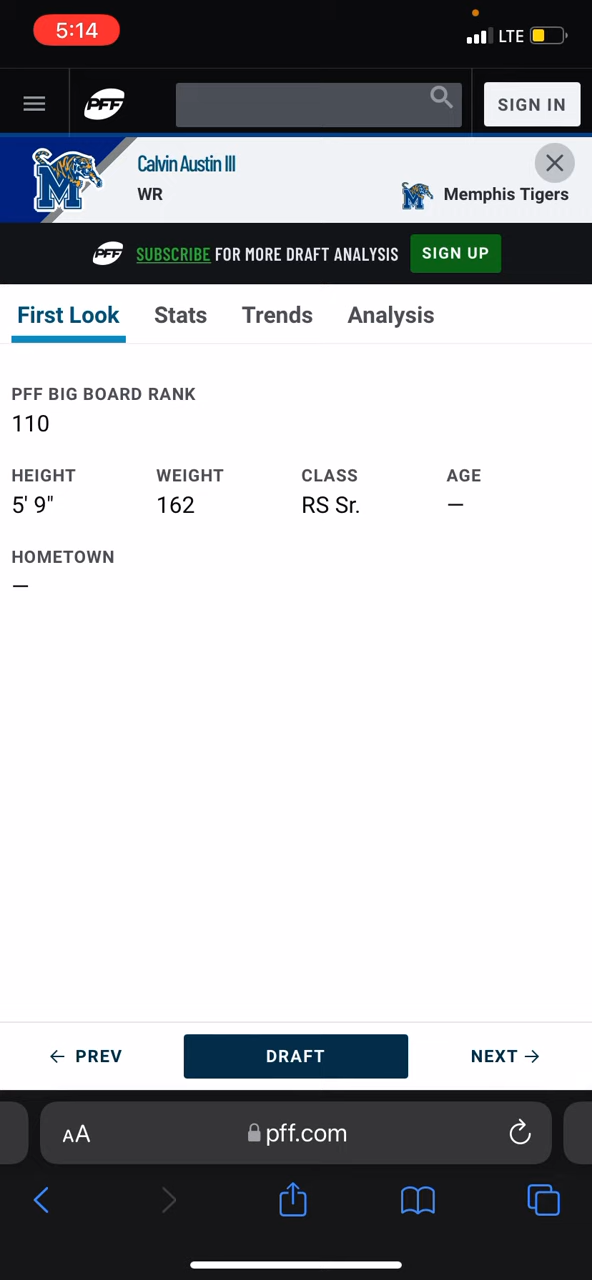 5:14
LTE
PFF
SIGN IN
M
Calvin Austin III
WR
M
Memphis Tigers
PFF
SUBSCRIBE FOR MORE DRAFT ANALYSIS
SIGN UP
First Look
Stats
Trends
Analysis
PFF BIG BOARD RANK
110
HEIGHT
WEIGHT
CLASS
AGE
5' 9"
162
RS Sr.
—
HOMETOWN
—
← PREV
DRAFT
NEXT →
AA
pff.com